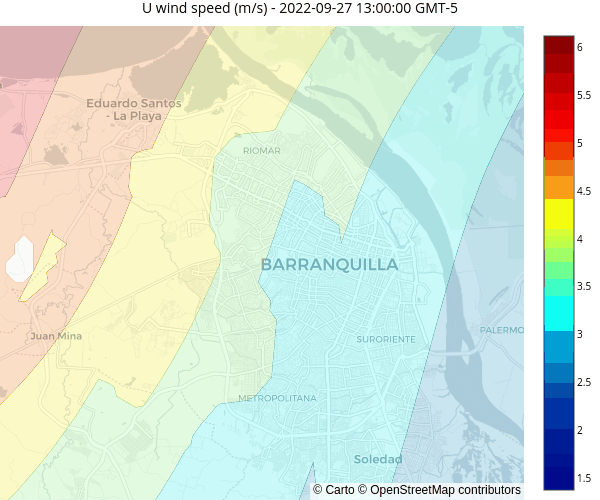 U wind speed (m/s) - 2022-09-27 13:00:00 GMT-5
Eduardo Santos
- La Playa
RIOMAR
BARRANQUILLA
Juan Mina
SURORIENTE
PALERMO
METROPOLITANA
Soledad
© Carto © OpenStreetMap contributors
6
5.5
5
4.5
4
3.5
3
2.5
2
1.5